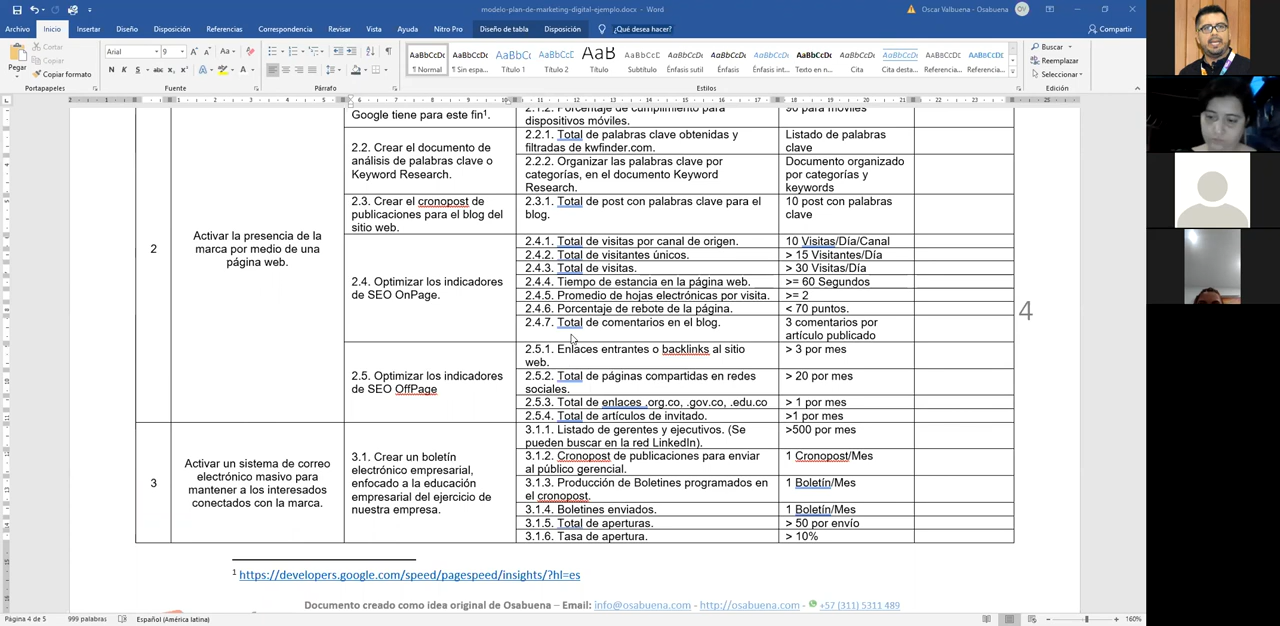 modelo-plan-de-marketing-digital-ejemplo.docx - Word
Oscar Valbuena - Osabuena
OV
Archivo Inicio Insertar Diseño Disposición Referencias Correspondencia Revisar Vista Ayuda Nitro Pro Diseño de tabla Disposición ¿Qué desea hacer?
Compartir
Pegar
Cortar
Copiar
Copiar formato
Arial 9
Normal Sin espa... Título 1 Título 2 Título Subtítulo Énfasis sutil Énfasis Énfasis int... Texto en n... Cita Cita desta... Referencia... Referencia...
Buscar
Reemplazar
Seleccionar
Portapapeles Fuente Párrafo Estilos Edición
Google tiene para este fin¹.
2.1.2. Porcentaje de cumplimiento para
dispositivos móviles.
90 para móviles
2
Activar la presencia de la
marca por medio de una
página web.
2.2. Crear el documento de
análisis de palabras clave o
Keyword Research.
2.2.1. Total de palabras clave obtenidas y
filtradas de kwfinder.com.
Listado de palabras
clave
2.2.2. Organizar las palabras clave por
categorías, en el documento Keyword
Research.
Documento organizado
por categorías y
keywords
2.3. Crear el cronopost de
publicaciones para el blog del
sitio web.
2.3.1. Total de post con palabras clave para el
blog.
10 post con palabras
clave
2.4. Optimizar los indicadores
de SEO OnPage.
2.4.1. Total de visitas por canal de origen.
10 Visitas/Día/Canal
2.4.2. Total de visitantes únicos.
> 15 Visitantes/Día
2.4.3. Total de visitas.
> 30 Visitas/Día
2.4.4. Tiempo de estancia en la página web.
>= 60 Segundos
2.4.5. Promedio de hojas electrónicas por visita.
>= 2
2.4.6. Porcentaje de rebote de la página.
< 70 puntos.
2.4.7. Total de comentarios en el blog.
3 comentarios por
artículo publicado
2.5. Optimizar los indicadores
de SEO OffPage
2.5.1. Enlaces entrantes o backlinks al sitio
web.
> 3 por mes
2.5.2. Total de páginas compartidas en redes
sociales.
> 20 por mes
2.5.3. Total de enlaces .org.co, .gov.co, .edu.co
> 1 por mes
2.5.4. Total de artículos de invitado.
>1 por mes
3
Activar un sistema de correo
electrónico masivo para
mantener a los interesados
conectados con la marca.
3.1. Crear un boletín
electrónico empresarial,
enfocado a la educación
empresarial del ejercicio de
nuestra empresa.
3.1.1. Listado de gerentes y ejecutivos. (Se
pueden buscar en la red LinkedIn).
>500 por mes
3.1.2. Cronopost de publicaciones para enviar
al público gerencial.
1 Cronopost/Mes
3.1.3. Producción de Boletines programados en
el cronopost.
1 Boletín/Mes
3.1.4. Boletines enviados.
1 Boletín/Mes
3.1.5. Total de aperturas.
> 50 por envío
3.1.6. Tasa de apertura.
> 10%
4
¹ https://developers.google.com/speed/pagespeed/insights/?hl=es
Documento creado como idea original de Osabuena – Email: info@osabuena.com - http://osabuena.com - +57 (311) 5311 489
Página 4 de 5 999 palabras Español (América latina) 160%